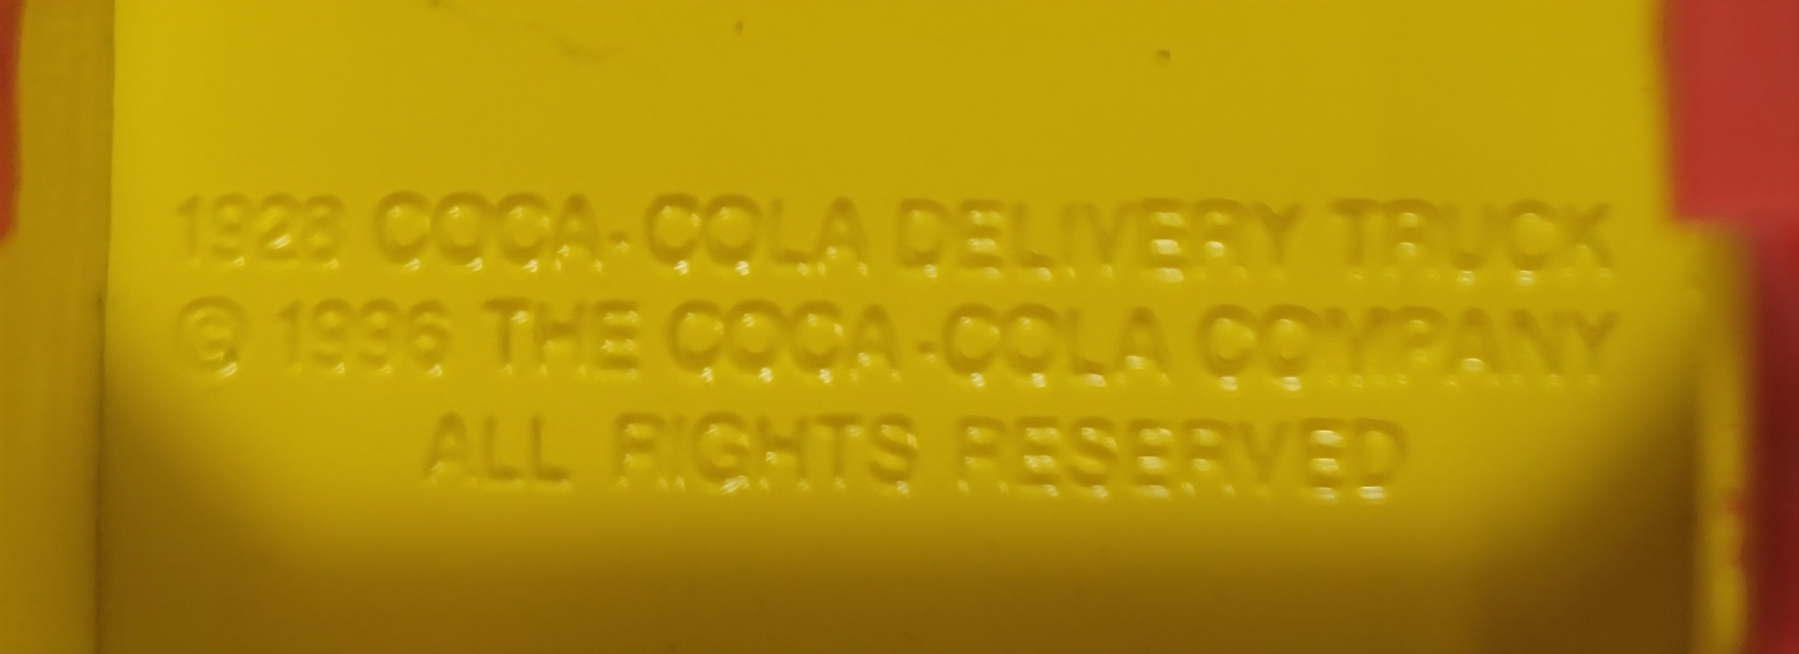 1928 COCA-COLA DELIVERY TRUCK
© 1996 THE COCA-COLA COMPANY
ALL RIGHTS RESERVED